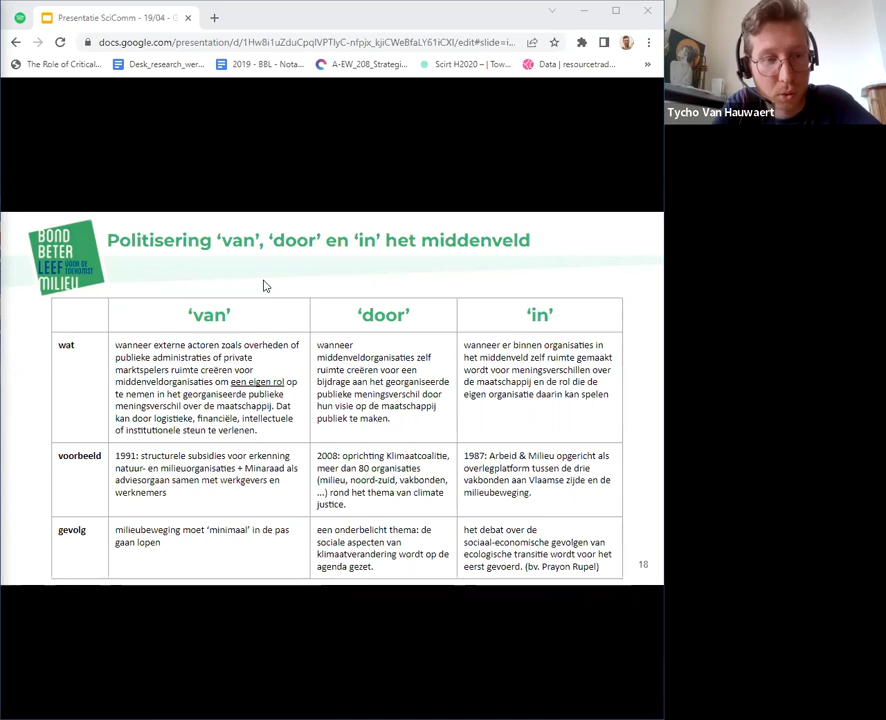 Presentatie SciComm - 19/04 - G
docs.google.com/presentation/d/1Hw8i1uZduCpqIVPTlyC-nfpjx_kjiCWeBfaLY61iCXI/edit#slide=i...
The Role of Critical...
Desk_research_wer...
2019 - BBL - Nota...
A-EW_208_Strategi...
Scirt H2020 – | Tow...
Data | resourcetrad...
»
Tycho Van Hauwaert
BOND
BETER
LEEF VOOR DE
TOEKOMST
MILIEU
Politisering ‘van’, ‘door’ en ‘in’ het middenveld
‘van’
‘door’
‘in’
wat
wanneer externe actoren zoals overheden of
publieke administraties of private
marktspelers ruimte creëren voor
middenveldorganisaties om een eigen rol op
te nemen in het georganiseerde publieke
meningsverschil over de maatschappij. Dat
kan door logistieke, financiële, intellectuele
of institutionele steun te verlenen.
wanneer
middenveldorganisaties zelf
ruimte creëren voor een
bijdrage aan het georganiseerde
publieke meningsverschil door
hun visie op de maatschappij
publiek te maken.
wanneer er binnen organisaties in
het middenveld zelf ruimte gemaakt
wordt voor meningsverschillen over
de maatschappij en de rol die de
eigen organisatie daarin kan spelen
voorbeeld
1991: structurele subsidies voor erkenning
natuur- en milieuorganisaties + Minaraad als
adviesorgaan samen met werkgevers en
werknemers
2008: oprichting Klimaatcoalitie,
meer dan 80 organisaties
(milieu, noord-zuid, vakbonden,
...) rond het thema van climate
justice.
1987: Arbeid & Milieu opgericht als
overlegplatform tussen de drie
vakbonden aan Vlaamse zijde en de
milieubeweging.
gevolg
milieubeweging moet ‘minimaal’ in de pas
gaan lopen
een onderbelicht thema: de
sociale aspecten van
klimaatverandering wordt op de
agenda gezet.
het debat over de
sociaal-economische gevolgen van
ecologische transitie wordt voor het
eerst gevoerd. (bv. Prayon Rupel)
18